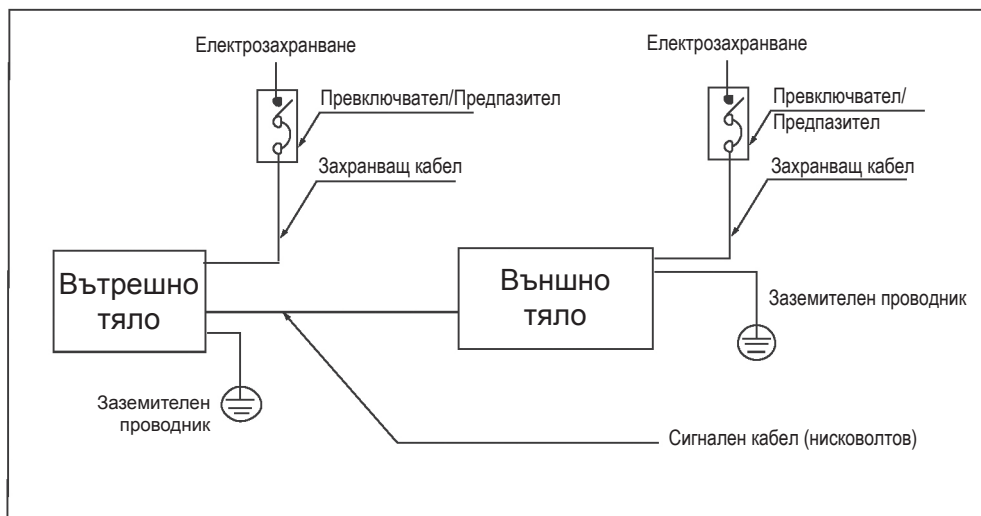 Електрозахранване
Електрозахранване
Превключвател/Предпазител
Превключвател/
Предпазител
Захранващ кабел
Захранващ кабел
Вътрешно
тяло
Външно
тяло
Заземителен проводник
Заземителен
проводник
Сигнален кабел (нисковолтов)